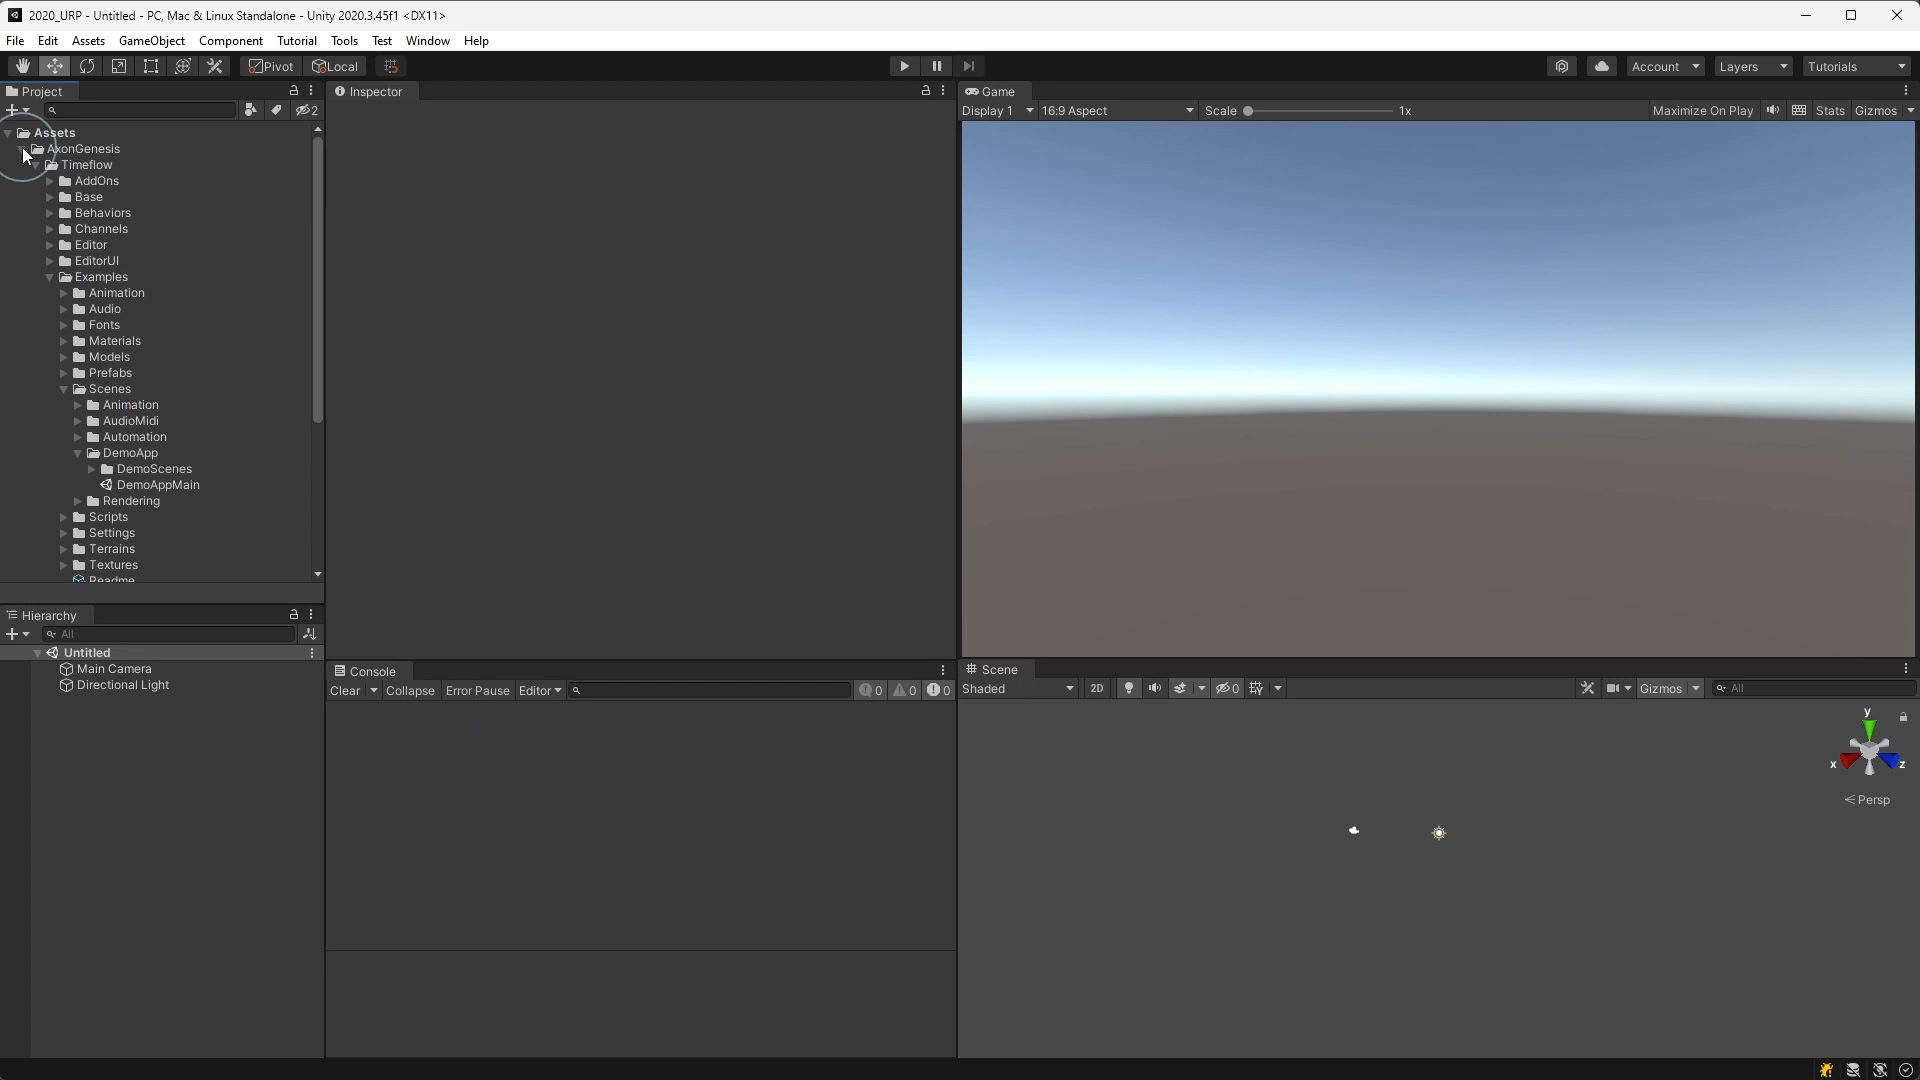 2020_URP - Untitled - PC, Mac & Linux Standalone - Unity 2020.3.45f1 <DX11>
File Edit Assets GameObject Component Tutorial Tools Test Window Help
Pivot Local Account Layers Tutorials
Project
2
Assets
AxonGenesis
Timeflow
AddOns
Base
Behaviors
Channels
Editor
EditorUI
Examples
Animation
Audio
Fonts
Materials
Models
Prefabs
Scenes
Animation
AudioMidi
Automation
DemoApp
DemoScenes
DemoAppMain
Rendering
Scripts
Settings
Terrains
Textures
Readme
Hierarchy
All
Untitled
Main Camera
Directional Light
Inspector
Console
Clear Collapse Error Pause Editor 0 0 0
Game
Display 1 16:9 Aspect Scale 1x Maximize On Play Stats Gizmos
Scene
Shaded 2D 0 Gizmos All
y
x z
Persp